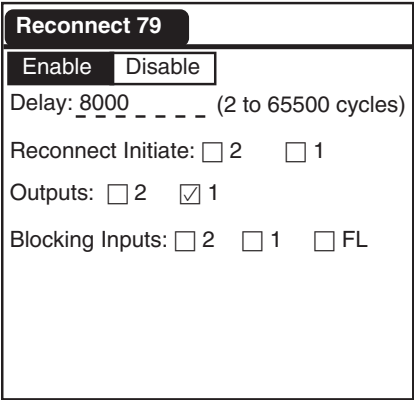 Reconnect 79
Enable Disable
Delay: 8000 (2 to 65500 cycles)
Reconnect Initiate: ☐ 2 ☐ 1
Outputs: ☐ 2 ☑ 1
Blocking Inputs: ☐ 2 ☐ 1 ☐ FL